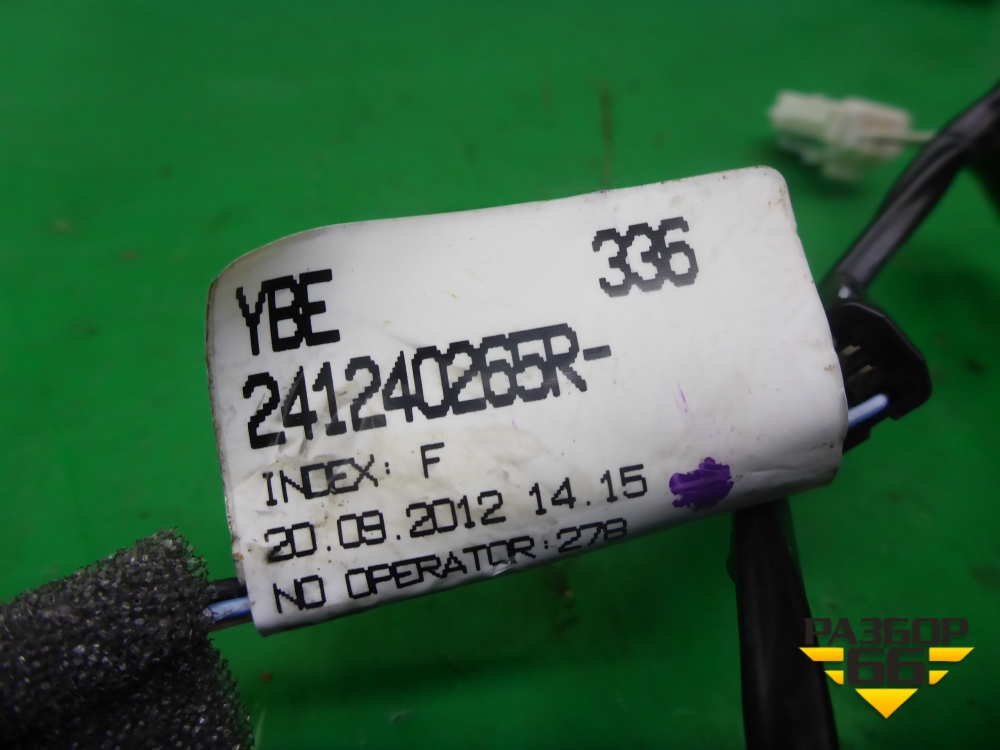 YBE 336
241240265R-
INDEX: F
20.09.2012 14.15
NO OPERATOR:278
РАЗБОР
66